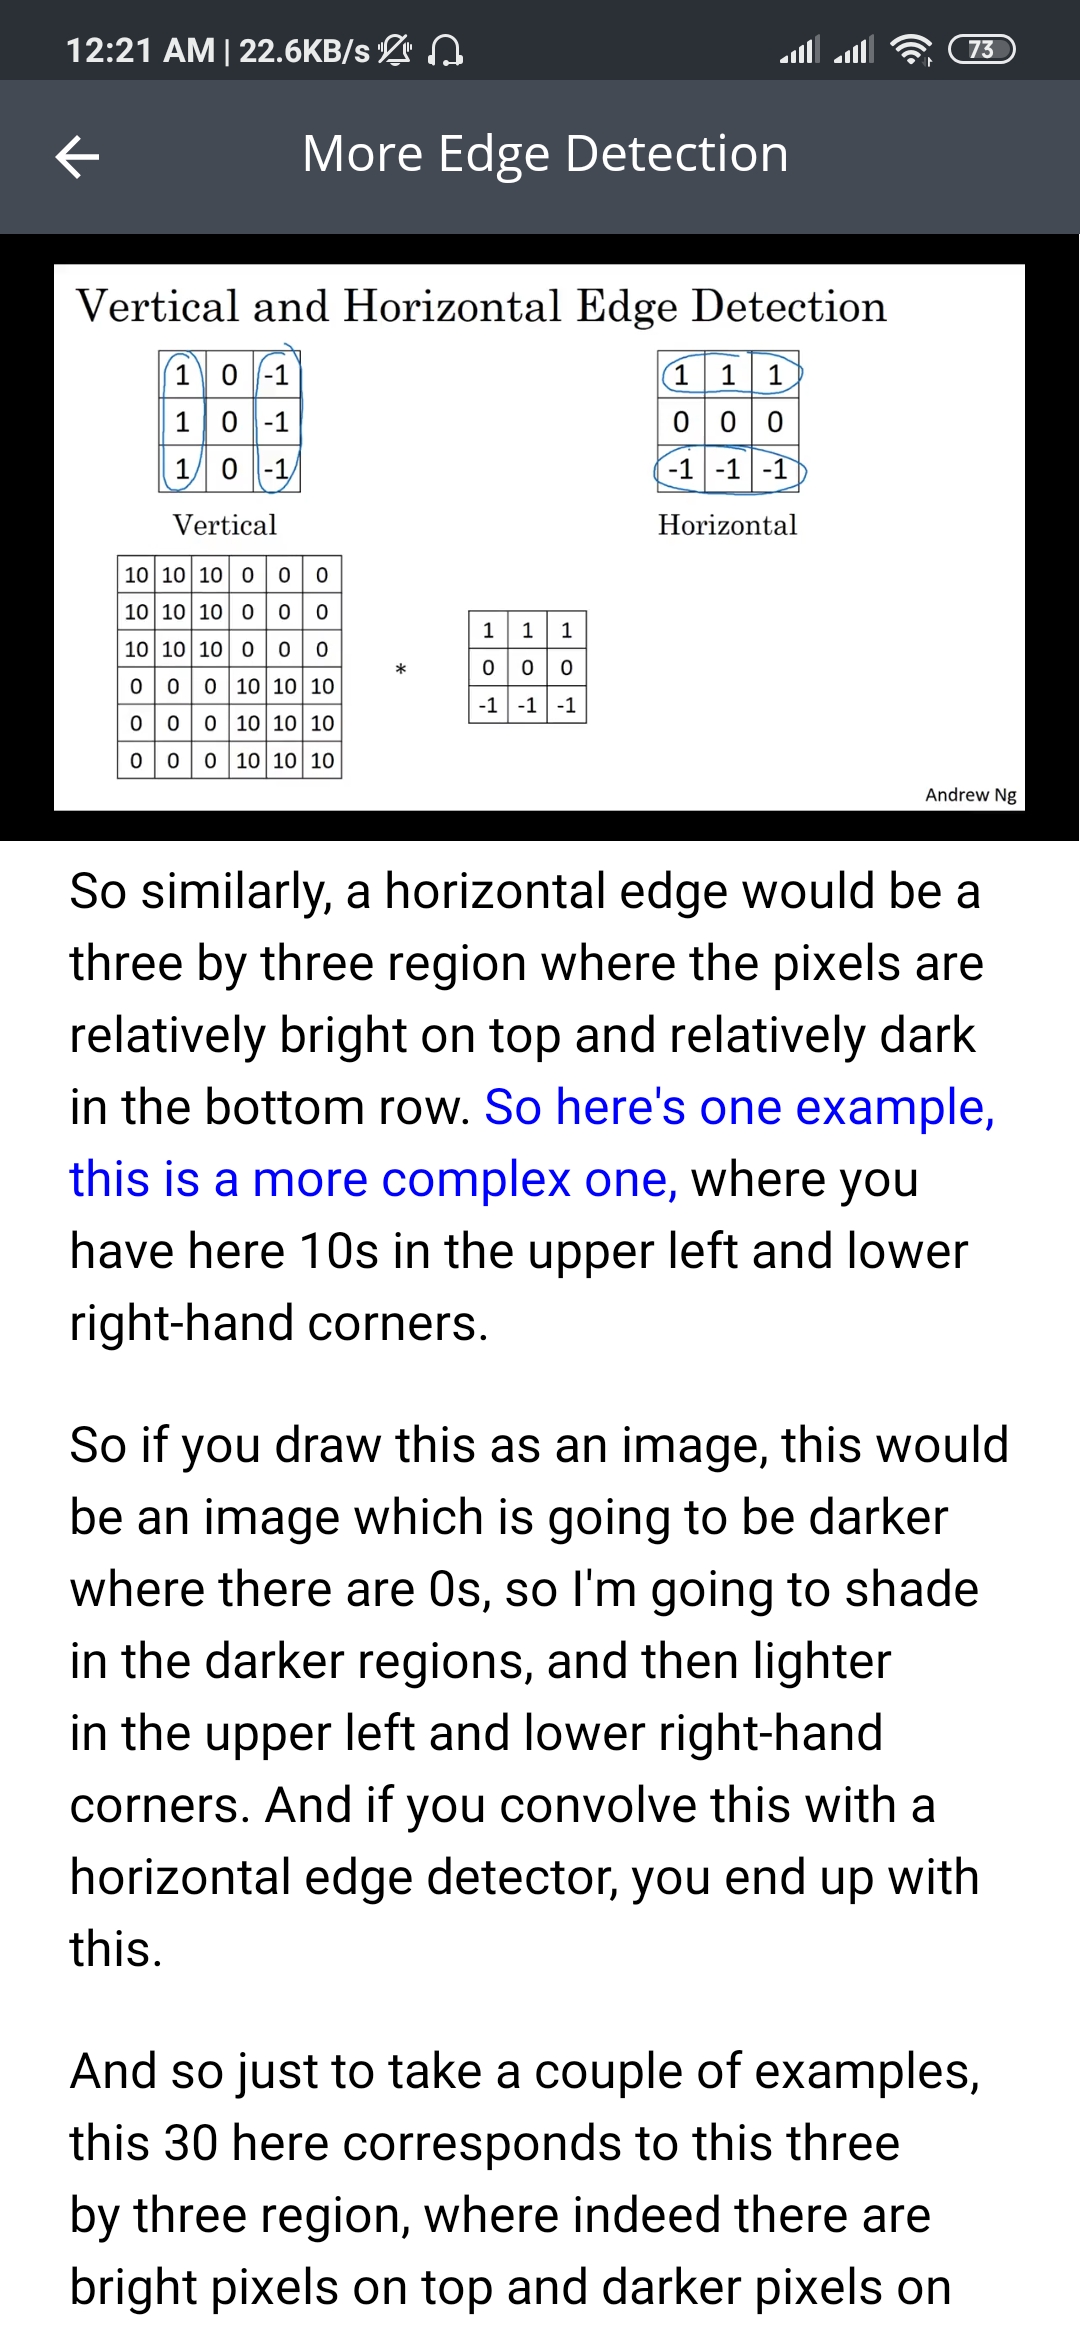 12:21 AM | 22.6KB/s 73
More Edge Detection
Vertical and Horizontal Edge Detection
1 0 -1
1 0 -1
1 0 -1
Vertical
1 1 1
0 0 0
-1 -1 -1
Horizontal
10 10 10 0 0 0
10 10 10 0 0 0
10 10 10 0 0 0
0 0 0 10 10 10
0 0 0 10 10 10
0 0 0 10 10 10
*
1 1 1
0 0 0
-1 -1 -1
Andrew Ng
So similarly, a horizontal edge would be a
three by three region where the pixels are
relatively bright on top and relatively dark
in the bottom row. So here's one example,
this is a more complex one, where you
have here 10s in the upper left and lower
right-hand corners.
So if you draw this as an image, this would
be an image which is going to be darker
where there are 0s, so I'm going to shade
in the darker regions, and then lighter
in the upper left and lower right-hand
corners. And if you convolve this with a
horizontal edge detector, you end up with
this.
And so just to take a couple of examples,
this 30 here corresponds to this three
by three region, where indeed there are
bright pixels on top and darker pixels on